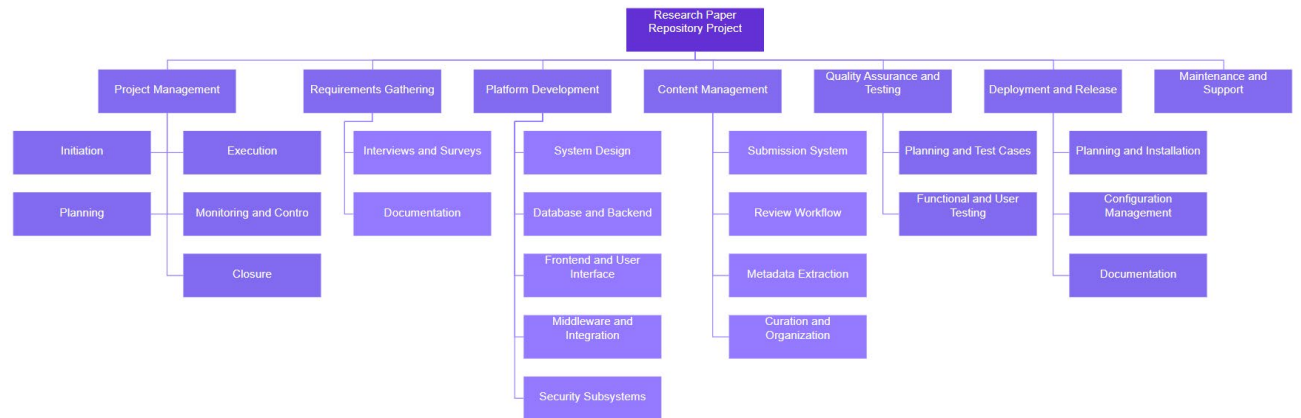 Research Paper
Repository Project
Project Management
Requirements Gathering
Platform Development
Content Management
Quality Assurance and
Testing
Deployment and Release
Maintenance and
Support
Initiation
Execution
Planning
Monitoring and Contro
Closure
Interviews and Surveys
Documentation
System Design
Database and Backend
Frontend and User
Interface
Middleware and
Integration
Security Subsystems
Submission System
Review Workflow
Metadata Extraction
Curation and
Organization
Planning and Test Cases
Functional and User
Testing
Planning and Installation
Configuration
Management
Documentation